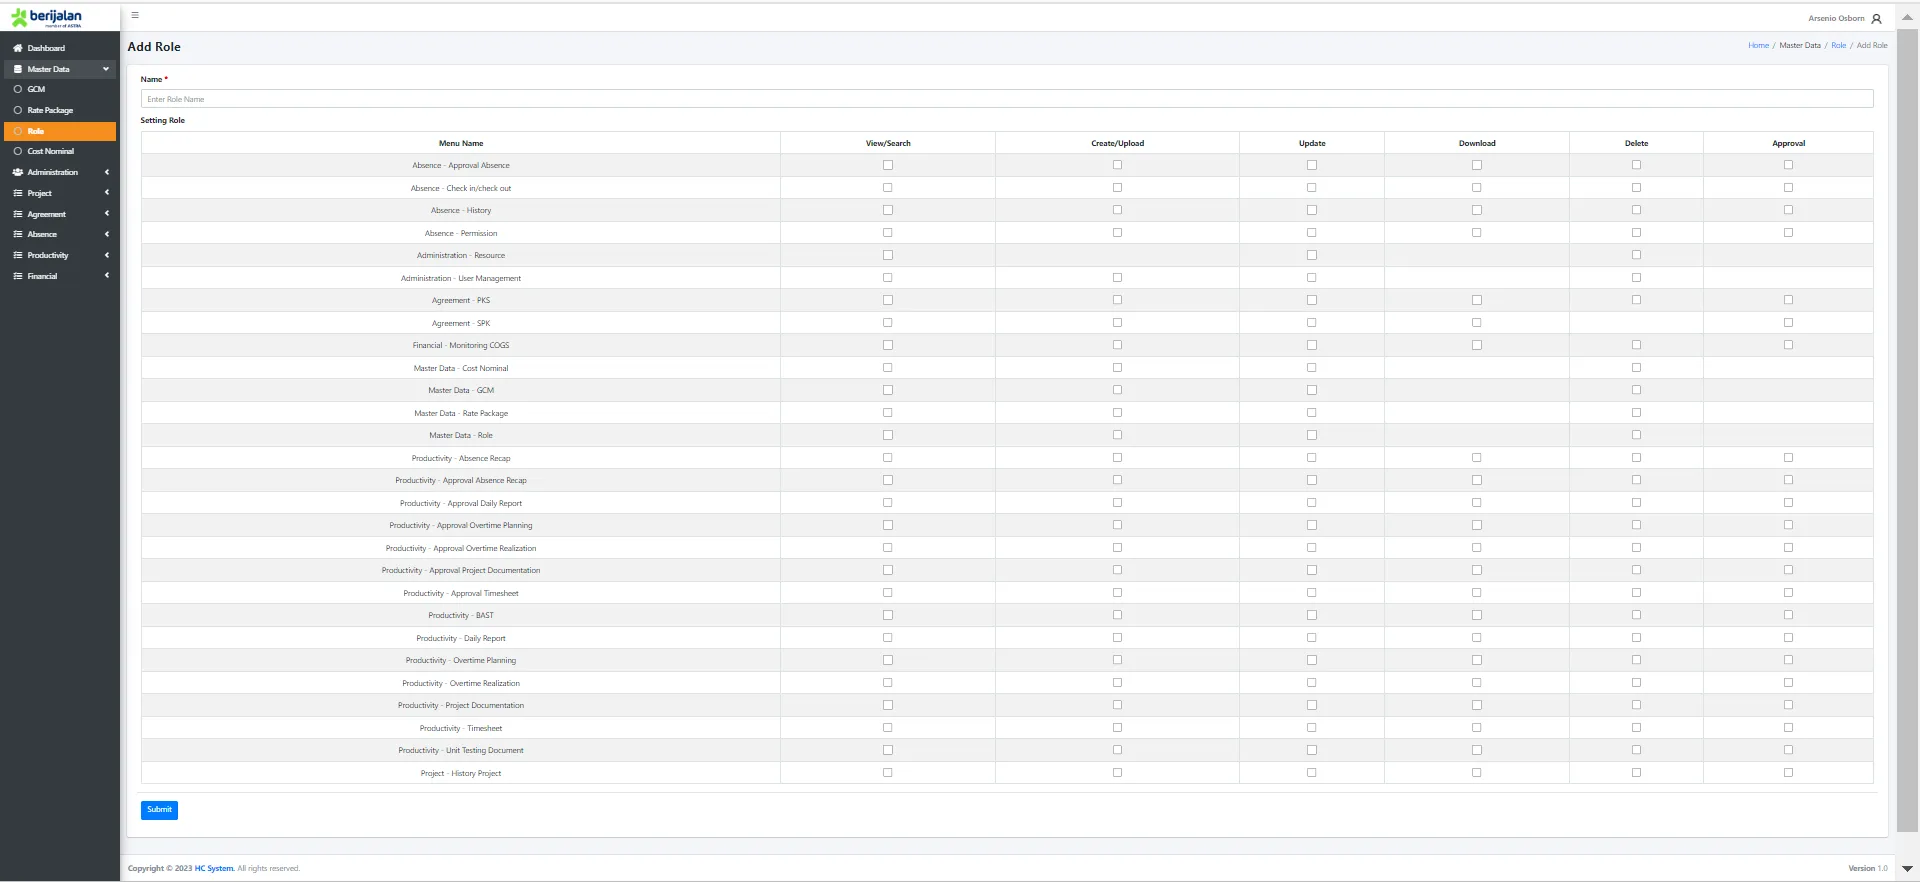 berijalan
member of ASTRA
Arsenio Osborn
Dashboard
Master Data
GCM
Rate Package
Role
Cost Nominal
Administration
Project
Agreement
Absence
Productivity
Financial
Add Role
Home / Master Data / Role / Add Role
Name *
Enter Role Name
Setting Role
Menu Name View/Search Create/Upload Update Download Delete Approval
Absence - Approval Absence
Absence - Check in/check out
Absence - History
Absence - Permission
Administration - Resource
Administration - User Management
Agreement - PKS
Agreement - SPK
Financial - Monitoring COGS
Master Data - Cost Nominal
Master Data - GCM
Master Data - Rate Package
Master Data - Role
Productivity - Absence Recap
Productivity - Approval Absence Recap
Productivity - Approval Daily Report
Productivity - Approval Overtime Planning
Productivity - Approval Overtime Realization
Productivity - Approval Project Documentation
Productivity - Approval Timesheet
Productivity - BAST
Productivity - Daily Report
Productivity - Overtime Planning
Productivity - Overtime Realization
Productivity - Project Documentation
Productivity - Timesheet
Productivity - Unit Testing Document
Project - History Project
Submit
Copyright © 2023 HC System. All rights reserved.
Version 1.0